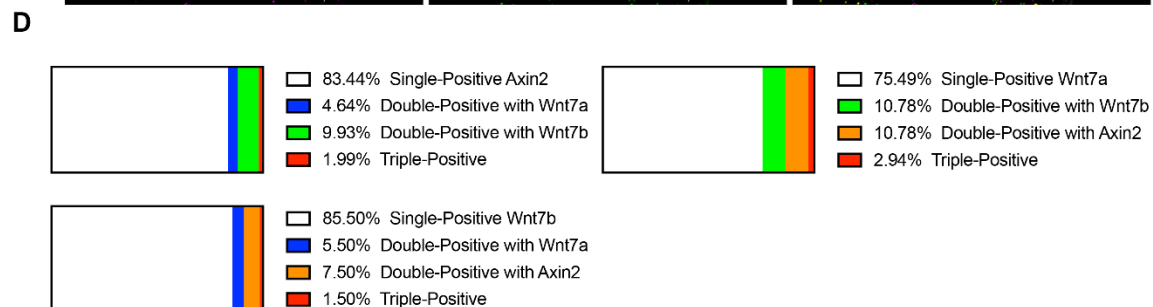 D
83.44% Single-Positive Axin2
4.64% Double-Positive with Wnt7a
9.93% Double-Positive with Wnt7b
1.99% Triple-Positive
75.49% Single-Positive Wnt7a
10.78% Double-Positive with Wnt7b
10.78% Double-Positive with Axin2
2.94% Triple-Positive
85.50% Single-Positive Wnt7b
5.50% Double-Positive with Wnt7a
7.50% Double-Positive with Axin2
1.50% Triple-Positive